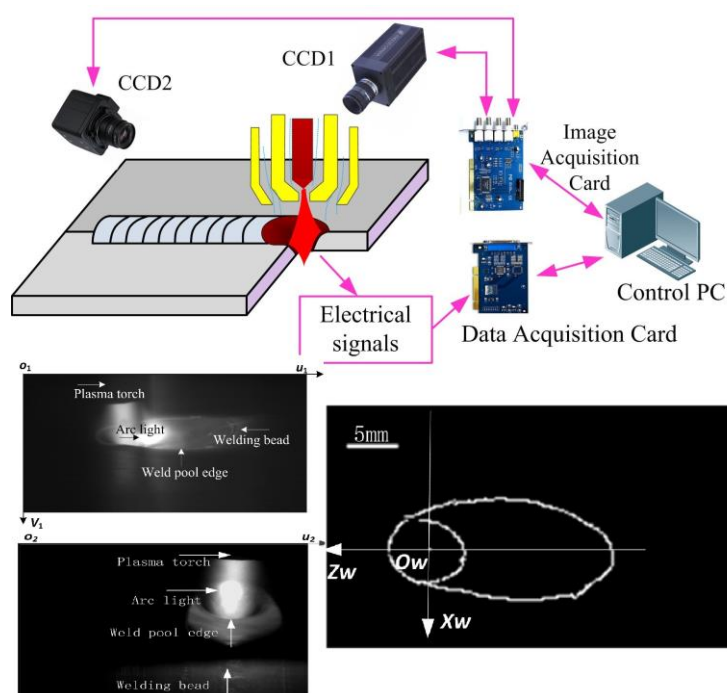 CCD2
CCD1
Image
Acquisition
Card
Control PC
Electrical
signals
Data Acquisition Card
o₁
u₁
Plasma torch
Arc light
Welding bead
Weld pool edge
V₁
o₂
u₂
Plasma torch
Arc light
Weld pool edge
Welding bead
5mm
Zw
Ow
Xw